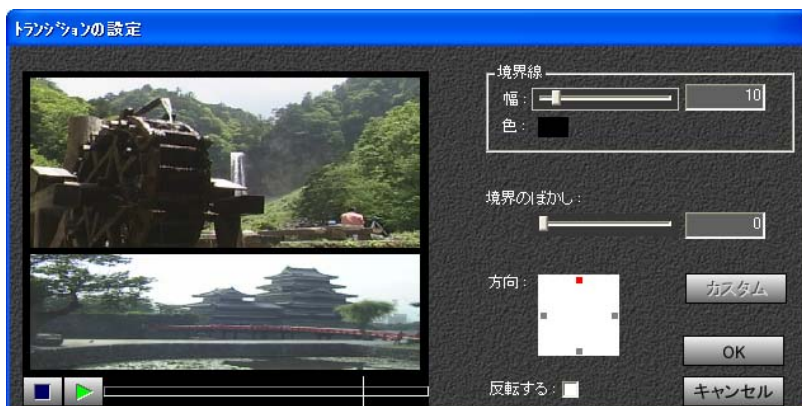 トランジションの設定
境界線
幅: 10
色:
境界のぼかし:
0
方向:
カスタム
OK
反転する:
キャンセル